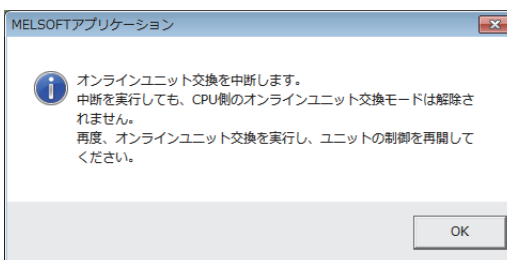 MELSOFTアプリケーション
オンラインユニット交換を中断します。
中断を実行しても、CPU側のオンラインユニット交換モードは解除さ
れません。
再度、オンラインユニット交換を実行し、ユニットの制御を再開して
ください。
OK